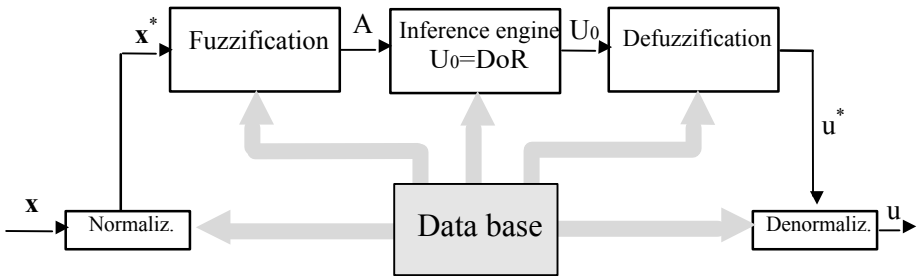 x*
Fuzzification
A
Inference engine
U0=DoR
U0
Defuzzification
u*
x
Normaliz.
Data base
Denormaliz.
u